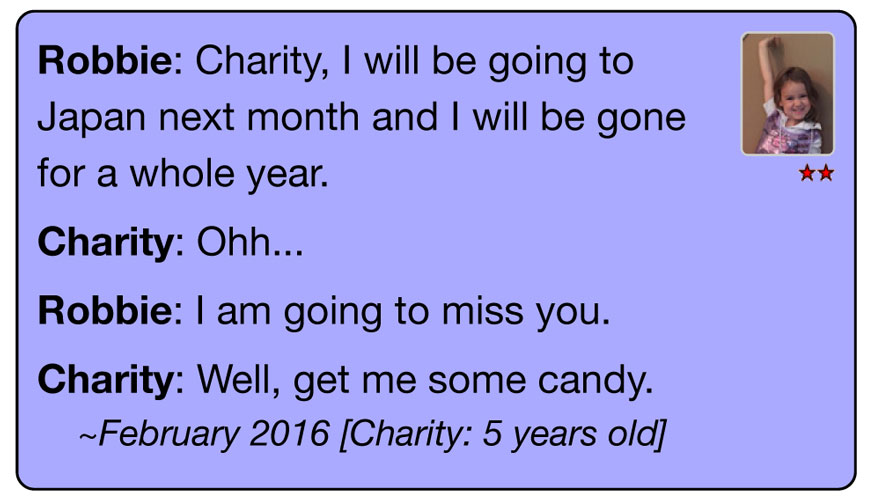 Robbie: Charity, I will be going to
Japan next month and I will be gone
for a whole year.
Charity: Ohh...
Robbie: I am going to miss you.
Charity: Well, get me some candy.
~February 2016 [Charity: 5 years old]